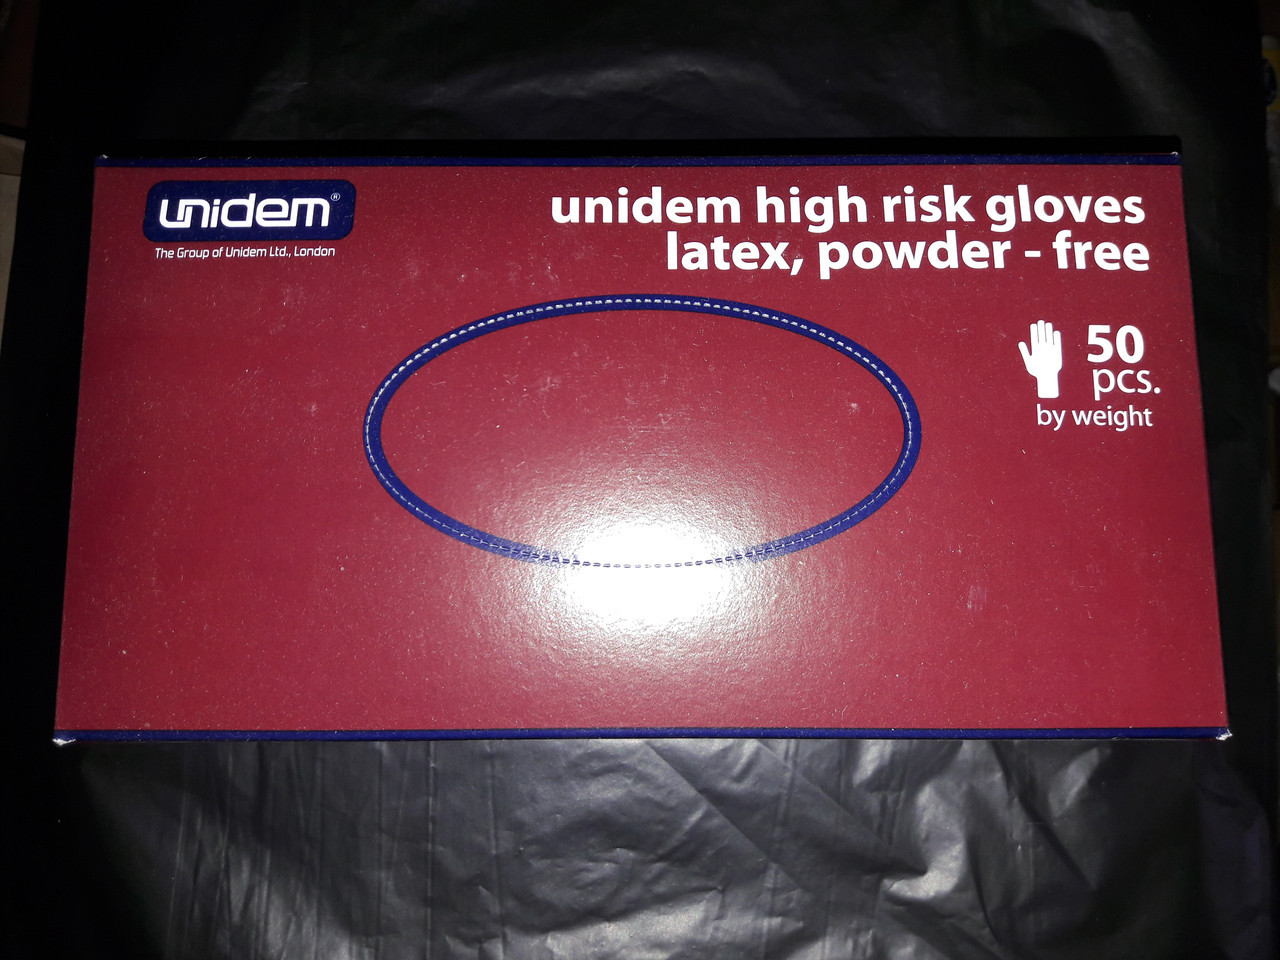 unidem®
The Group of Unidem Ltd., London
unidem high risk gloves
latex, powder - free
50
pcs.
by weight